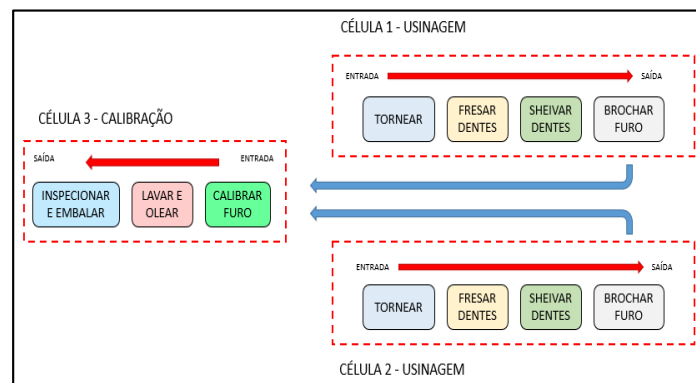 CÉLULA 1 - USINAGEM
ENTRADA
SAÍDA
TORNEAR
FRESAR
DENTES
SHEIVAR
DENTES
BROCHAR
FURO
CÉLULA 3 - CALIBRAÇÃO
SAÍDA
ENTRADA
INSPECIONAR
E EMBALAR
LAVAR E
OLEAR
CALIBRAR
FURO
ENTRADA
SAÍDA
TORNEAR
FRESAR
DENTES
SHEIVAR
DENTES
BROCHAR
FURO
CÉLULA 2 - USINAGEM